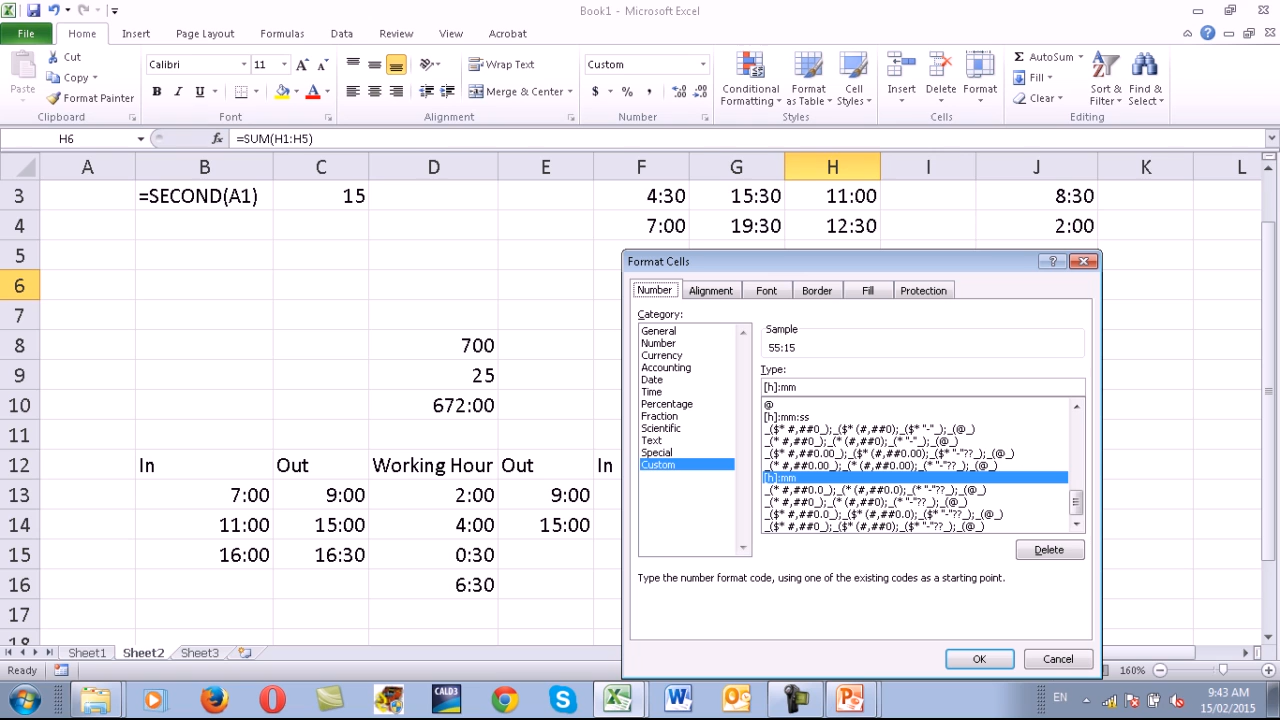 Book1 - Microsoft Excel
File Home Insert Page Layout Formulas Data Review View Acrobat
Cut
Copy
Format Painter
Paste
Clipboard
Calibri 11
B I U
Font
Wrap Text
Merge & Center
Alignment
Custom
$ % ,
Number
Conditional Formatting
Format as Table
Cell Styles
Styles
Insert Delete Format
Cells
AutoSum
Fill
Clear
Sort & Filter
Find & Select
Editing
H6 fx =SUM(H1:H5)
A B C D E F G H I J K L
3 =SECOND(A1) 15 4:30 15:30 11:00 8:30
4 7:00 19:30 12:30 2:00
5
6
7
8 700
9 25
10 672:00
11
12 In Out Working Hour Out In
13 7:00 9:00 2:00 9:00
14 11:00 15:00 4:00 15:00
15 16:00 16:30 0:30
16 6:30
17
18
Format Cells
Number Alignment Font Border Fill Protection
Category:
General
Number
Currency
Accounting
Date
Time
Percentage
Fraction
Scientific
Text
Special
Custom
Sample
55:15
Type:
[h]:mm
@
[h]:mm:ss
_($* #,##0_);_($* (#,##0);_($* "-"_);_(@_)
_(* #,##0_);_(* (#,##0);_(* "-"_);_(@_)
_($* #,##0.00_);_($* (#,##0.00);_($* "-"??_);_(@_)
_(* #,##0.00_);_(* (#,##0.00);_(* "-"??_);_(@_)
[h]:mm
_(* #,##0.0_);_(* (#,##0.0);_(* "-"??_);_(@_)
_(* #,##0_);_(* (#,##0);_(* "-"??_);_(@_)
_($* #,##0.0_);_($* (#,##0.0);_($* "-"??_);_(@_)
_($* #,##0_);_($* (#,##0);_($* "-"??_);_(@_)
Delete
Type the number format code, using one of the existing codes as a starting point.
OK Cancel
Sheet1 Sheet2 Sheet3
Ready 160%
CALD3
EN
9:43 AM
15/02/2015